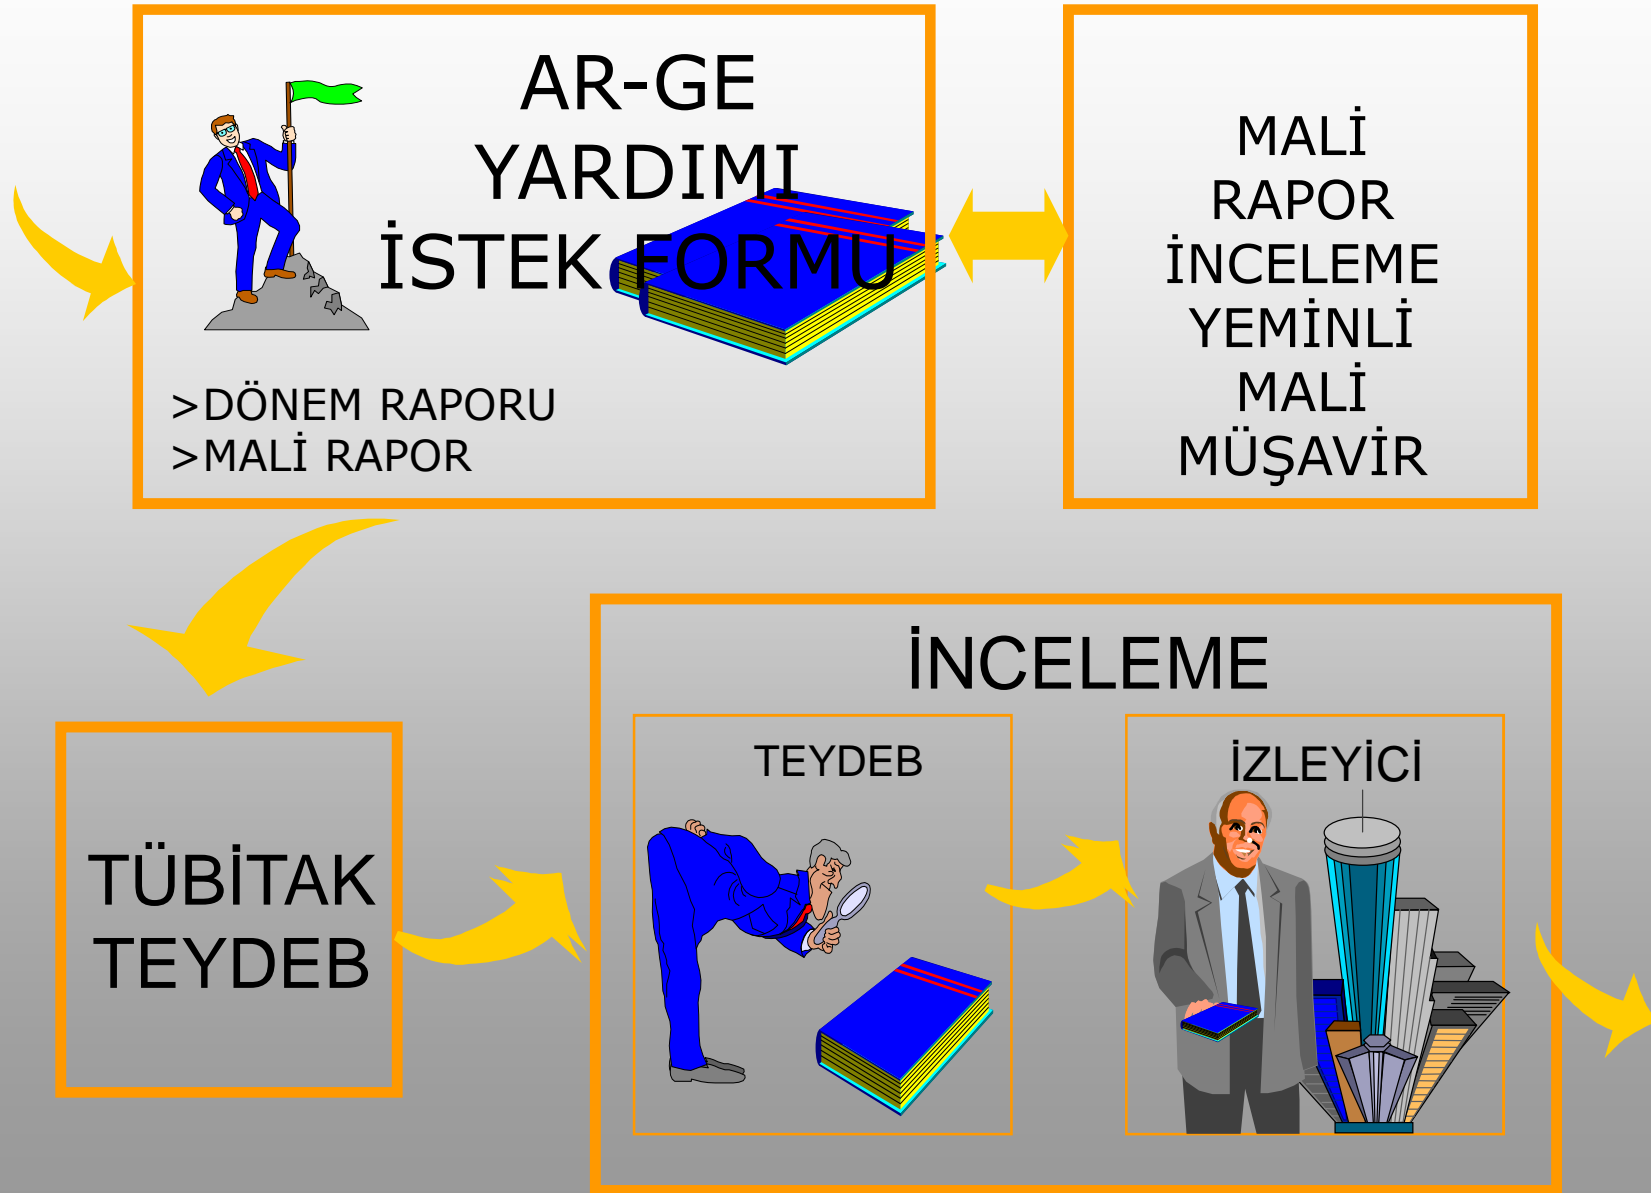 AR-GE
YARDIMI
İSTEK FORMU
>DÖNEM RAPORU
>MALİ RAPOR
MALİ
RAPOR
İNCELEME
YEMİNLİ
MALİ
MÜŞAVİR
TÜBİTAK
TEYDEB
İNCELEME
TEYDEB
İZLEYİCİ